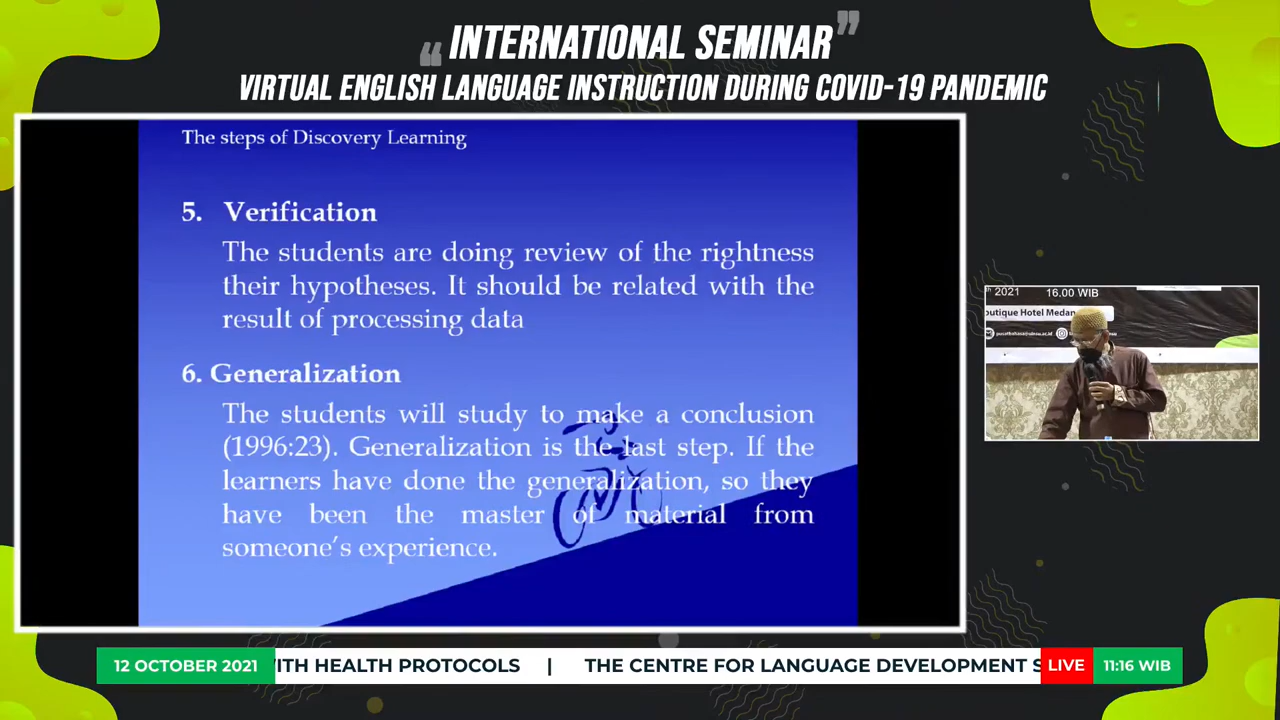 “ INTERNATIONAL SEMINAR ”
VIRTUAL ENGLISH LANGUAGE INSTRUCTION DURING COVID-19 PANDEMIC
The steps of Discovery Learning
5. Verification
The students are doing review of the rightness
their hypotheses. It should be related with the
result of processing data
6. Generalization
The students will study to make a conclusion
(1996:23). Generalization is the last step. If the
learners have done the generalization, so they
have been the master of material from
someone’s experience.
2021 16.00 WIB
outique Hotel Medan
12 OCTOBER 2021
ITH HEALTH PROTOCOLS | THE CENTRE FOR LANGUAGE DEVELOPMENT S
LIVE
11:16 WIB